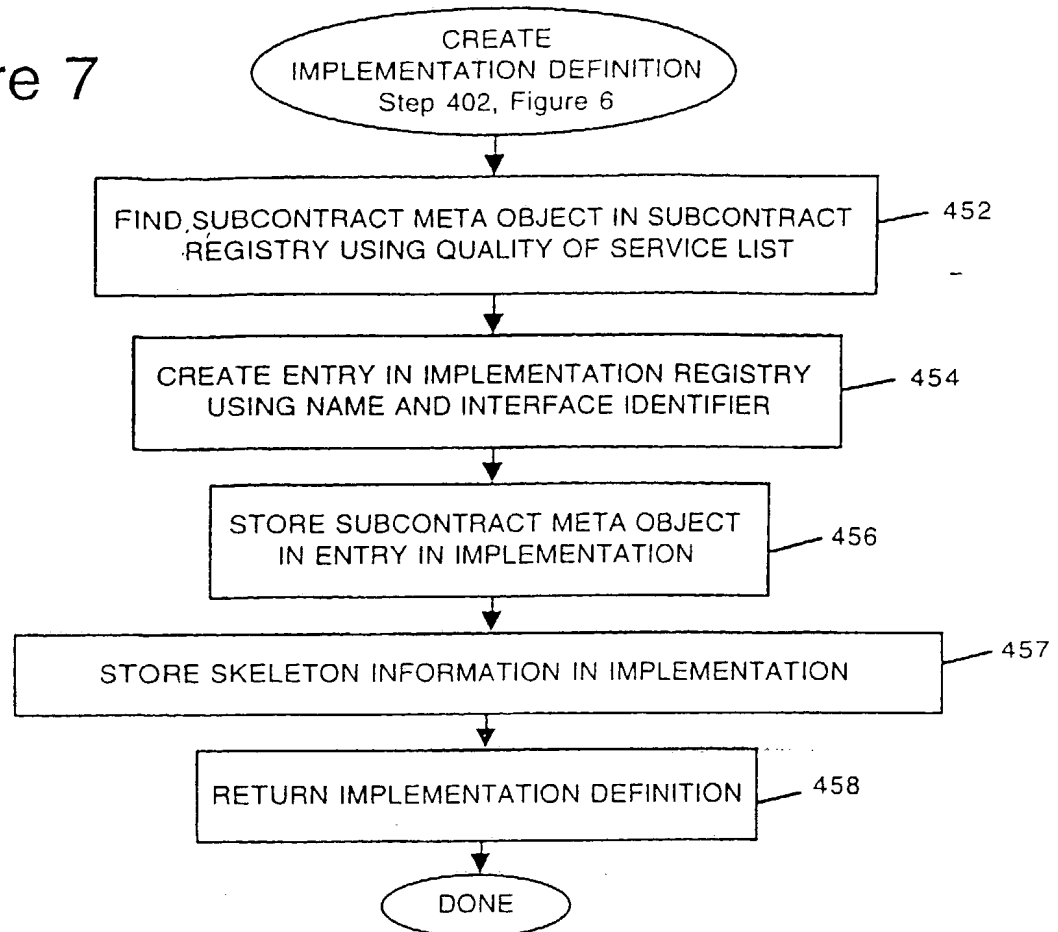 re 7
CREATE
IMPLEMENTATION DEFINITION
Step 402, Figure 6
FIND SUBCONTRACT META OBJECT IN SUBCONTRACT
REGISTRY USING QUALITY OF SERVICE LIST
452
CREATE ENTRY IN IMPLEMENTATION REGISTRY
USING NAME AND INTERFACE IDENTIFIER
454
STORE SUBCONTRACT META OBJECT
IN ENTRY IN IMPLEMENTATION
456
STORE SKELETON INFORMATION IN IMPLEMENTATION
457
RETURN IMPLEMENTATION DEFINITION
458
DONE